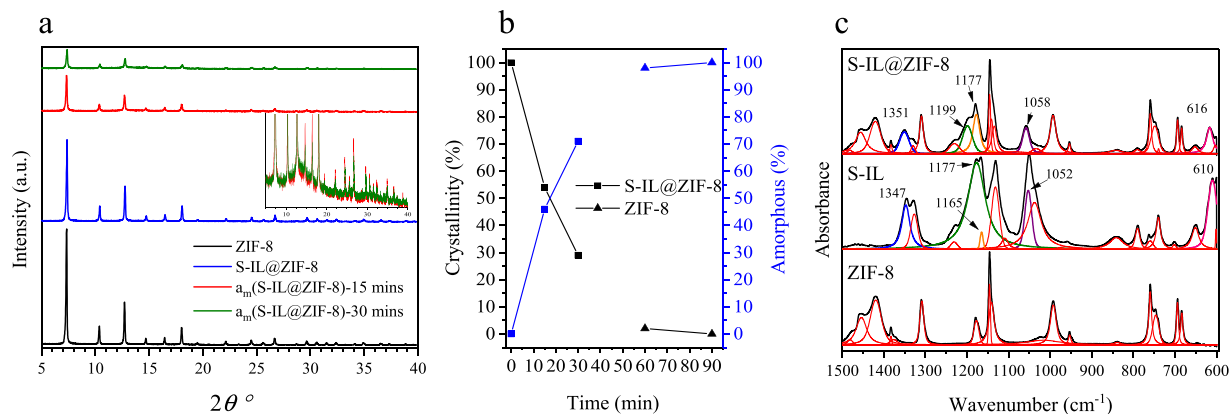 a
Intensity (a.u.)
ZIF-8
S-IL@ZIF-8
aₘ(S-IL@ZIF-8)-15 mins
aₘ(S-IL@ZIF-8)-30 mins
5 10 20 30 40
5 10 15 20 25 30 35 40
2θ °
b
Crystallinity (%)
100
90
80
70
60
50
40
30
20
10
0
S-IL@ZIF-8
ZIF-8
100
90
80
70
60
50
40
30
20
10
0
Amorphous (%)
0 10 20 30 40 50 60 70 80 90
Time (min)
c
Absorbance
S-IL@ZIF-8
1351
1199
1177
1058
616
S-IL
1347
1177
1165
1052
610
ZIF-8
1500 1400 1300 1200 1100 1000 900 800 700 600
Wavenumber (cm⁻¹)